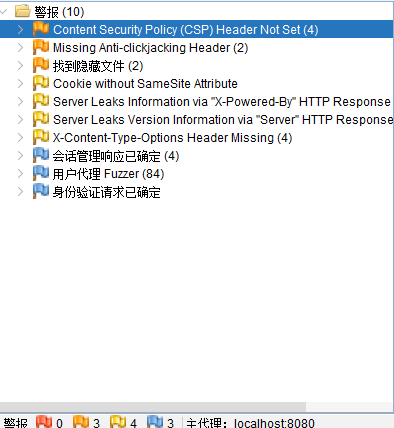 警报 (10)
Content Security Policy (CSP) Header Not Set (4)
Missing Anti-clickjacking Header (2)
找到隐藏文件 (2)
Cookie without SameSite Attribute
Server Leaks Information via "X-Powered-By" HTTP Response
Server Leaks Version Information via "Server" HTTP Respons
X-Content-Type-Options Header Missing (4)
会话管理响应已确定 (4)
用户代理 Fuzzer (84)
身份验证请求已确定
警报 0 3 4 3 主代理：localhost:8080